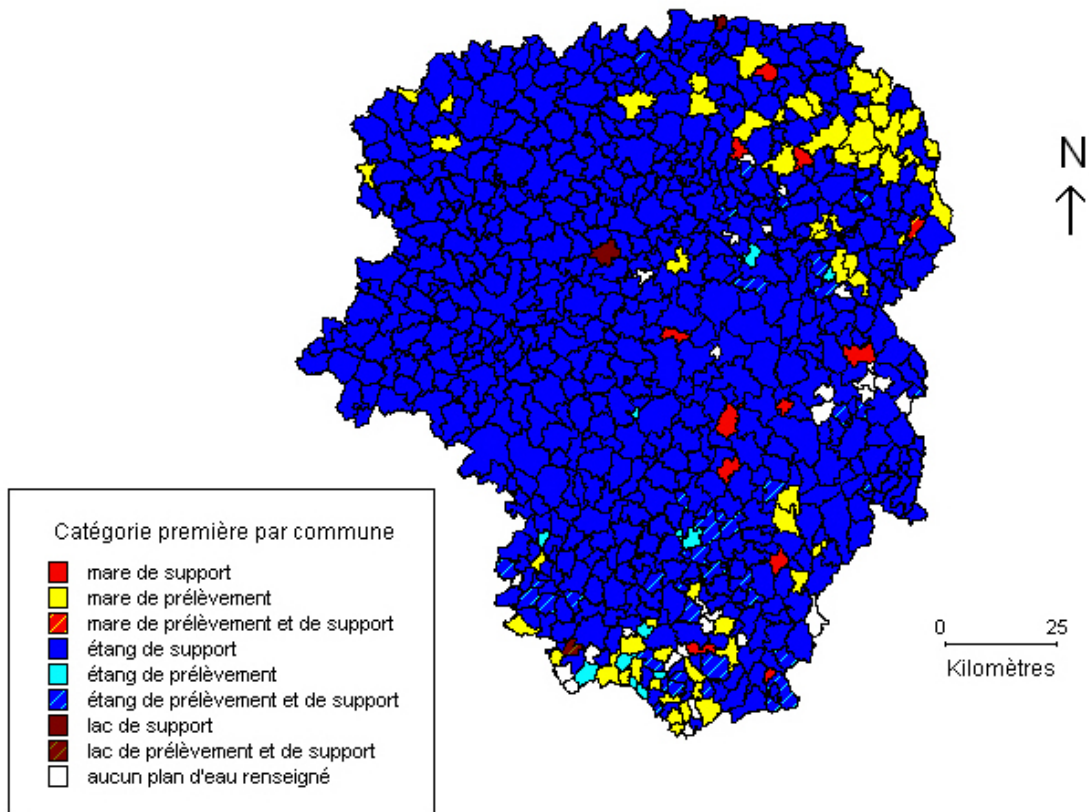 N
0 25
Kilomètres
Catégorie première par commune
mare de support
mare de prélèvement
mare de prélèvement et de support
étang de support
étang de prélèvement
étang de prélèvement et de support
lac de support
lac de prélèvement et de support
aucun plan d'eau renseigné